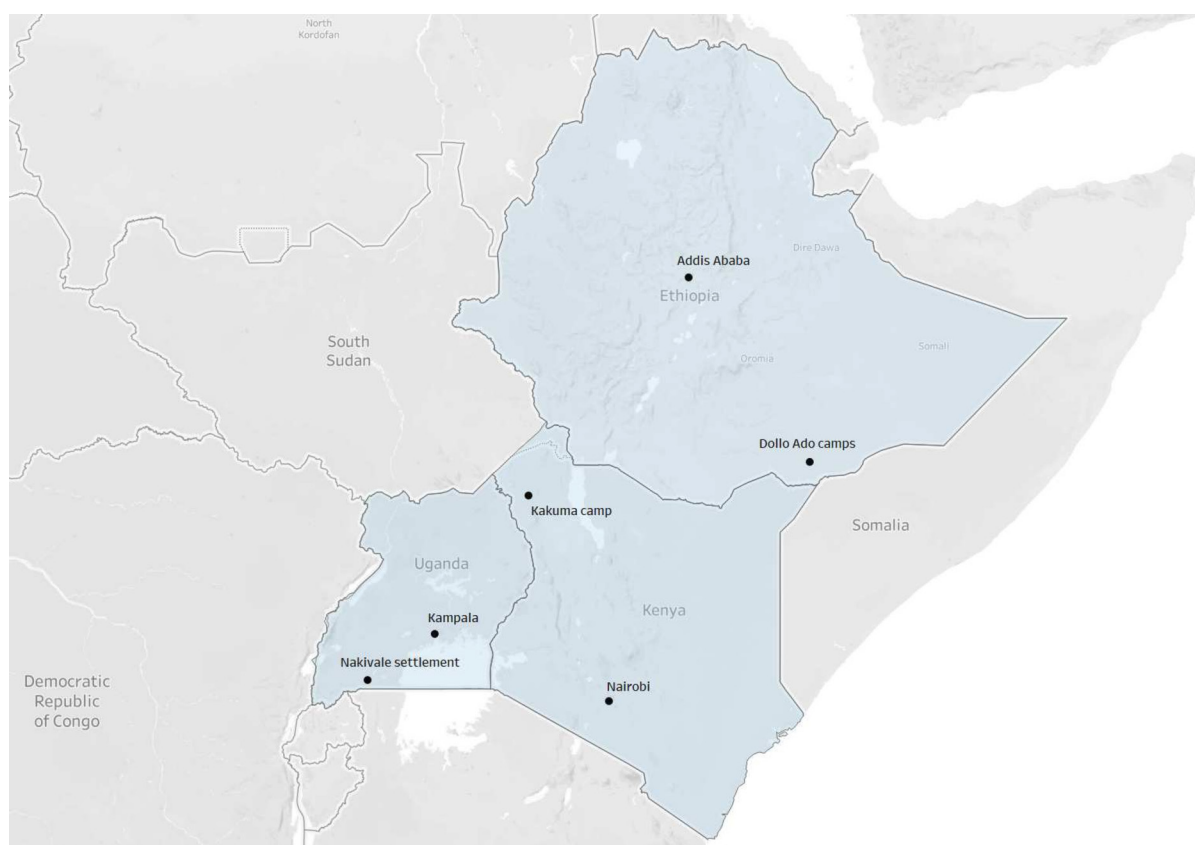 North
Kordofan
Dire Dawa
Addis Ababa
Ethiopia
South
Sudan
Oromia
Somali
Dollo Ado camps
Kakuma camp
Somalia
Uganda
Kenya
Kampala
Nakivale settlement
Democratic
Republic
of Congo
Nairobi